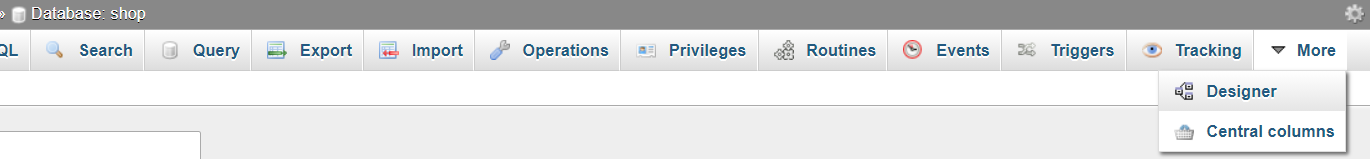 » Database: shop
QL Search Query Export Import Operations Privileges Routines Events Triggers Tracking More
Designer
Central columns